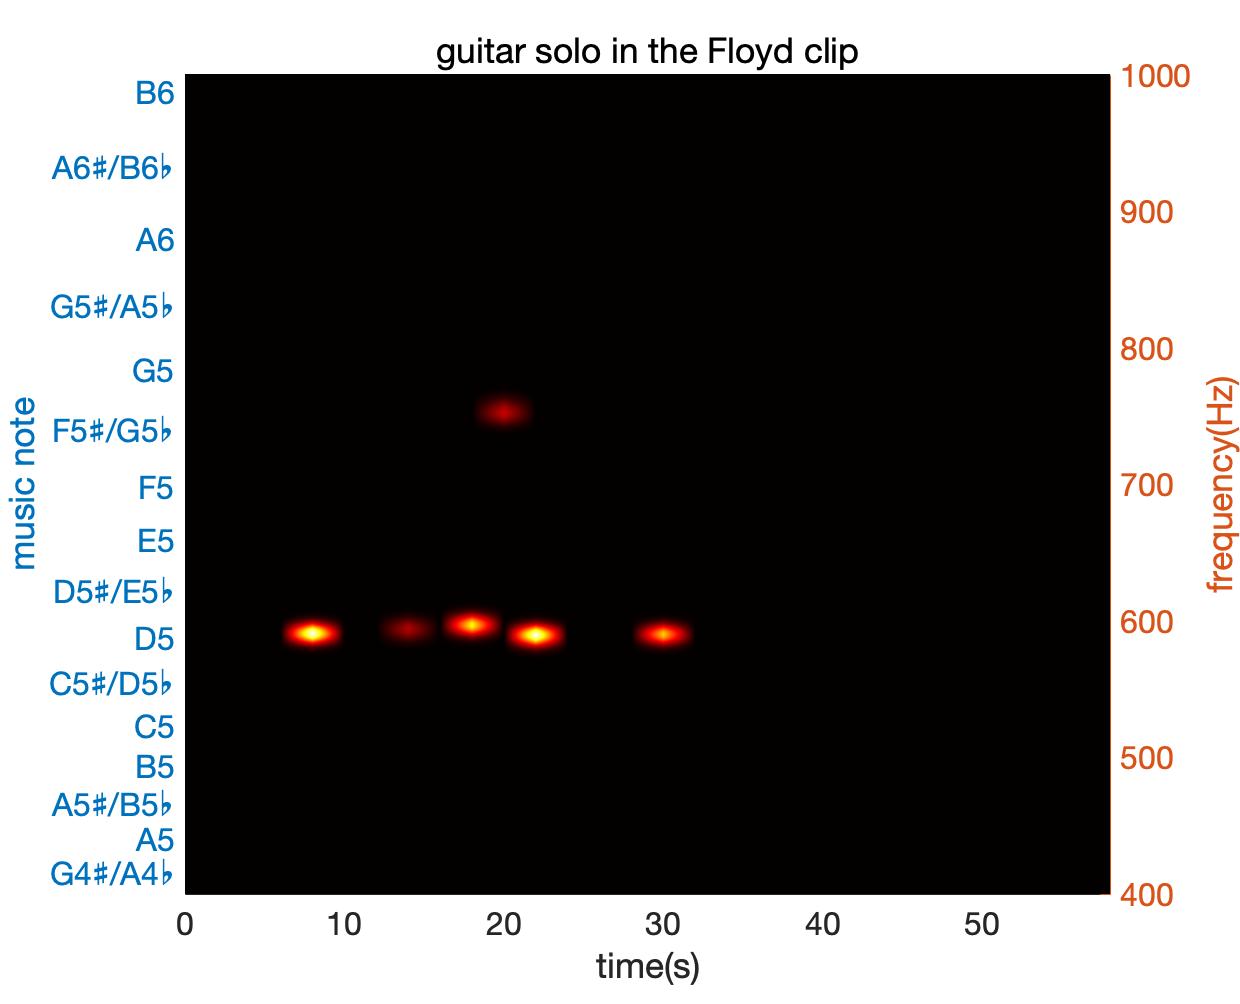 guitar solo in the Floyd clip
B6
A6♯/B6♭
A6
G5♯/A5♭
G5
F5♯/G5♭
F5
E5
D5♯/E5♭
D5
C5♯/D5♭
C5
B5
A5♯/B5♭
A5
G4♯/A4♭
music note
1000
900
800
700
600
500
400
frequency(Hz)
0 10 20 30 40 50
time(s)